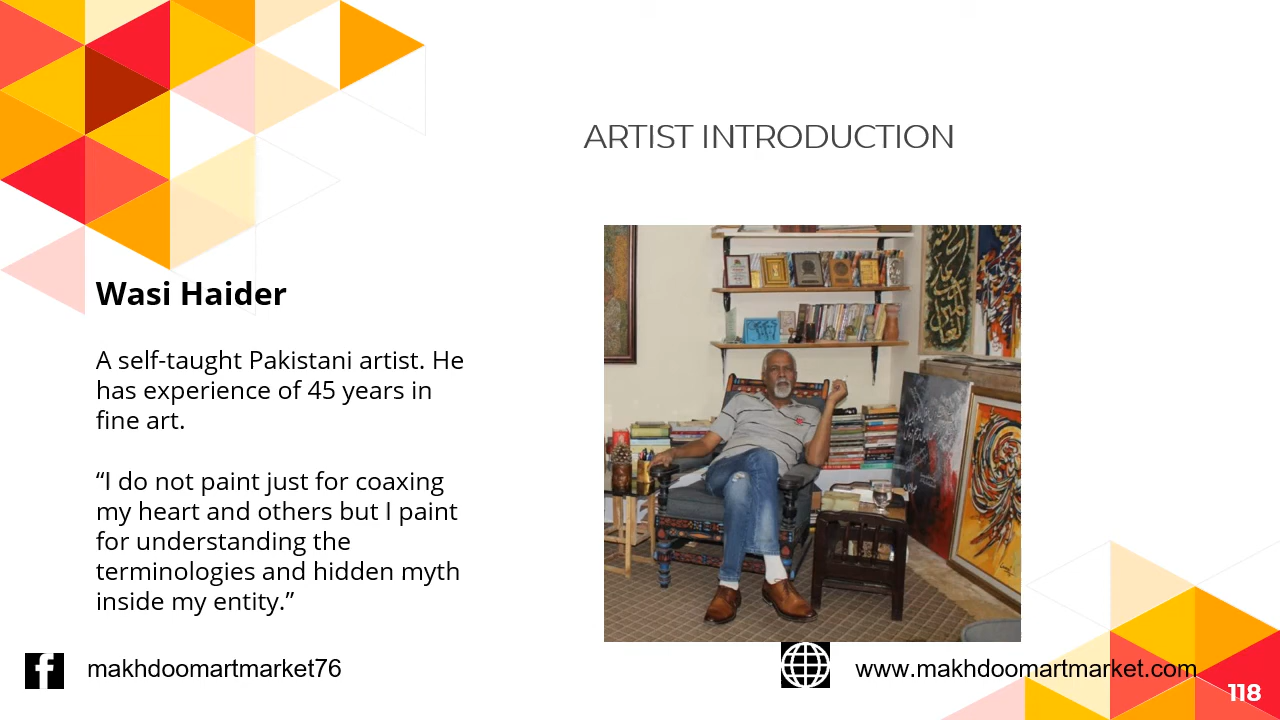 ARTIST INTRODUCTION
Wasi Haider
A self-taught Pakistani artist. He
has experience of 45 years in
fine art.
“I do not paint just for coaxing
my heart and others but I paint
for understanding the
terminologies and hidden myth
inside my entity.”
makhdoomartmarket76
www.makhdoomartmarket.com
118